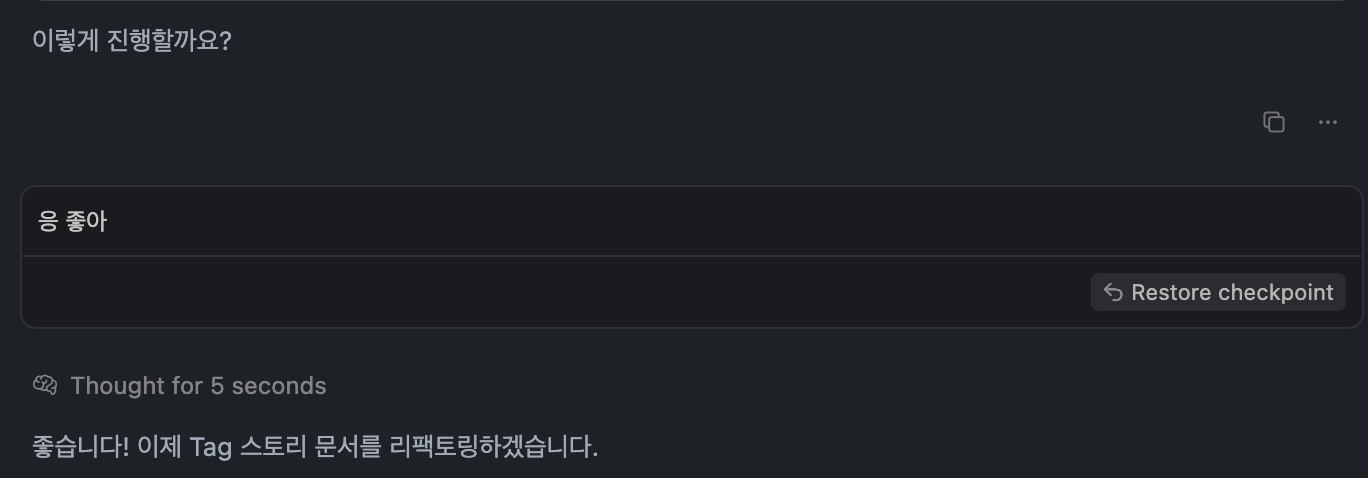 이렇게 진행할까요?
응 좋아
Restore checkpoint
Thought for 5 seconds
좋습니다! 이제 Tag 스토리 문서를 리팩토링하겠습니다.